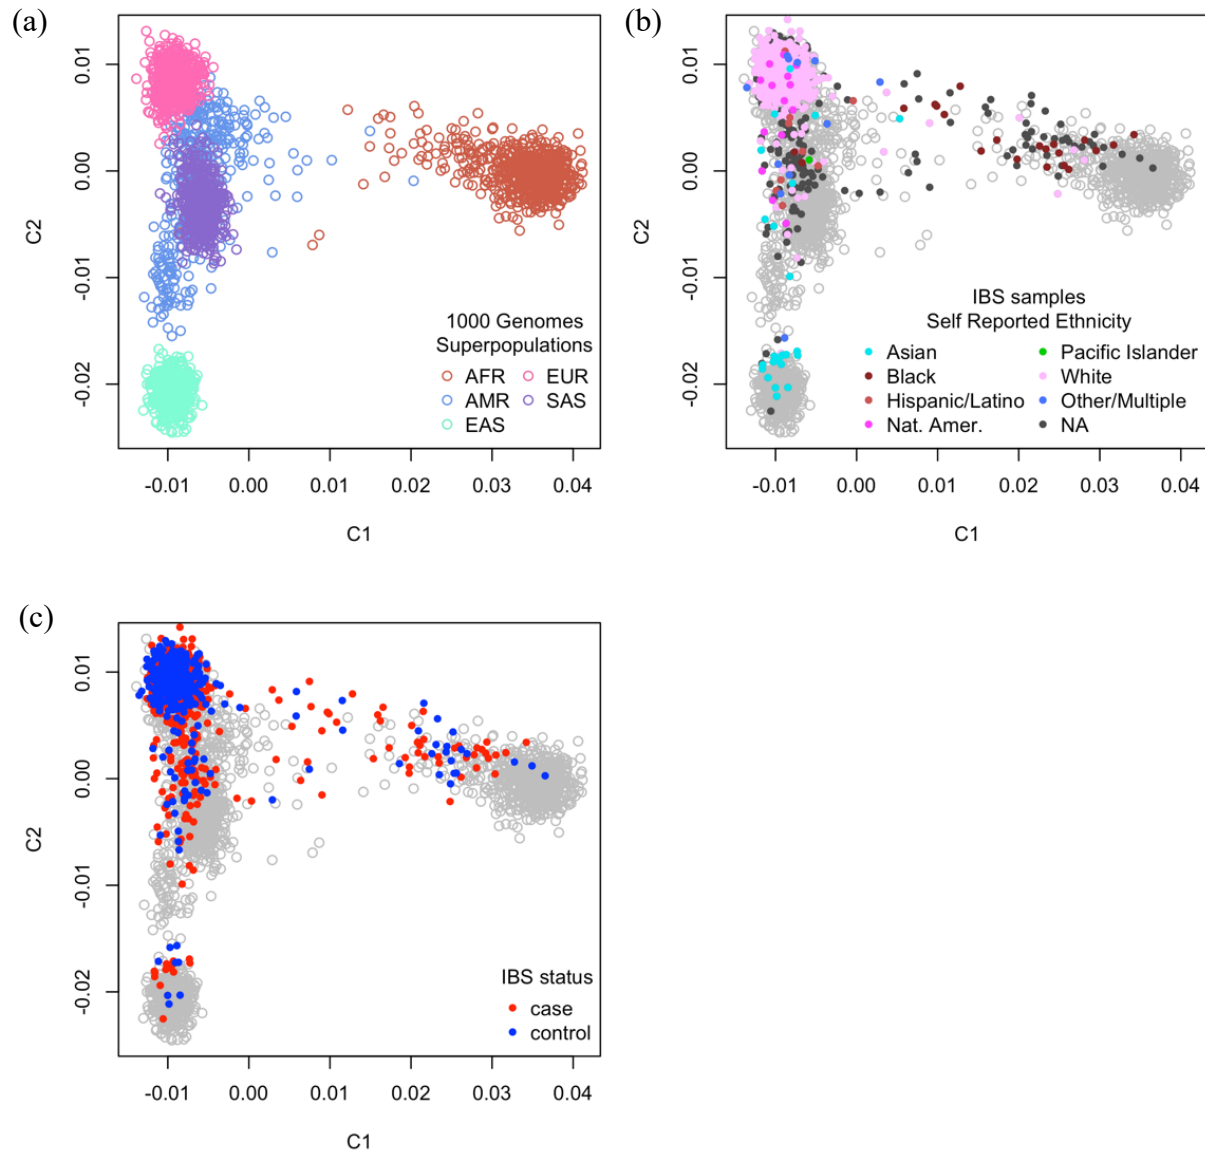 (a)
0.01
0.00
-0.01
-0.02
C2
1000 Genomes
Superpopulations
AFR EUR
AMR SAS
EAS
-0.01 0.00 0.01 0.02 0.03 0.04
C1
(b)
0.01
0.00
-0.01
-0.02
C2
IBS samples
Self Reported Ethnicity
Asian Pacific Islander
Black White
Hispanic/Latino Other/Multiple
Nat. Amer. NA
-0.01 0.00 0.01 0.02 0.03 0.04
C1
(c)
0.01
0.00
-0.01
-0.02
C2
IBS status
case
control
-0.01 0.00 0.01 0.02 0.03 0.04
C1